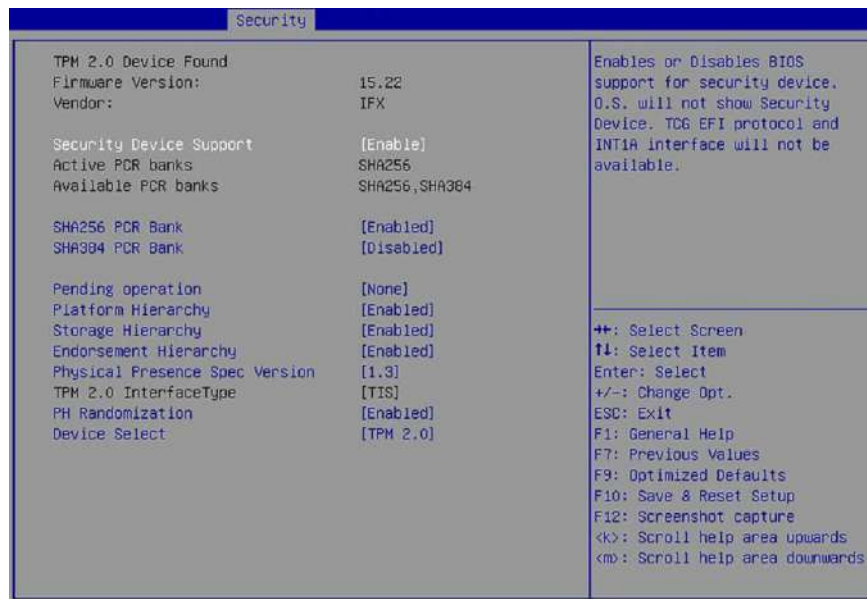 Security
TPM 2.0 Device Found
Firmware Version: 15.22
Vendor: IFX
Security Device Support [Enable]
Active PCR banks SHA256
Available PCR banks SHA256,SHA384
SHA256 PCR Bank [Enabled]
SHA384 PCR Bank [Disabled]
Pending operation [None]
Platform Hierarchy [Enabled]
Storage Hierarchy [Enabled]
Endorsement Hierarchy [Enabled]
Physical Presence Spec Version [1.3]
TPM 2.0 InterfaceType [TIS]
PH Randomization [Enabled]
Device Select [TPM 2.0]
Enables or Disables BIOS
support for security device.
O.S. will not show Security
Device. TCG EFI protocol and
INT1A interface will not be
available.
→←: Select Screen
↑↓: Select Item
Enter: Select
+/-: Change Opt.
ESC: Exit
F1: General Help
F7: Previous Values
F9: Optimized Defaults
F10: Save & Reset Setup
F12: Screenshot capture
<k>: Scroll help area upwards
<m>: Scroll help area downwards